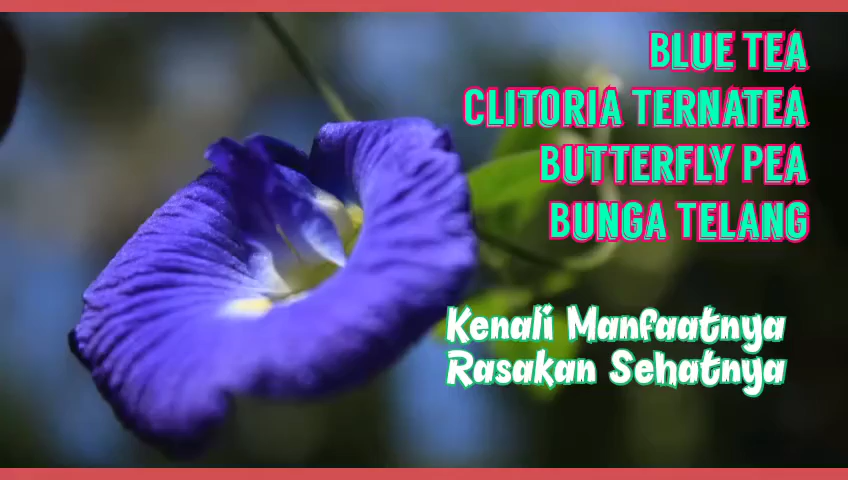 BLUE TEA
CLITORIA TERNATEA
BUTTERFLY PEA
BUNGA TELANG
Kenali Manfaatnya
Rasakan Sehatnya